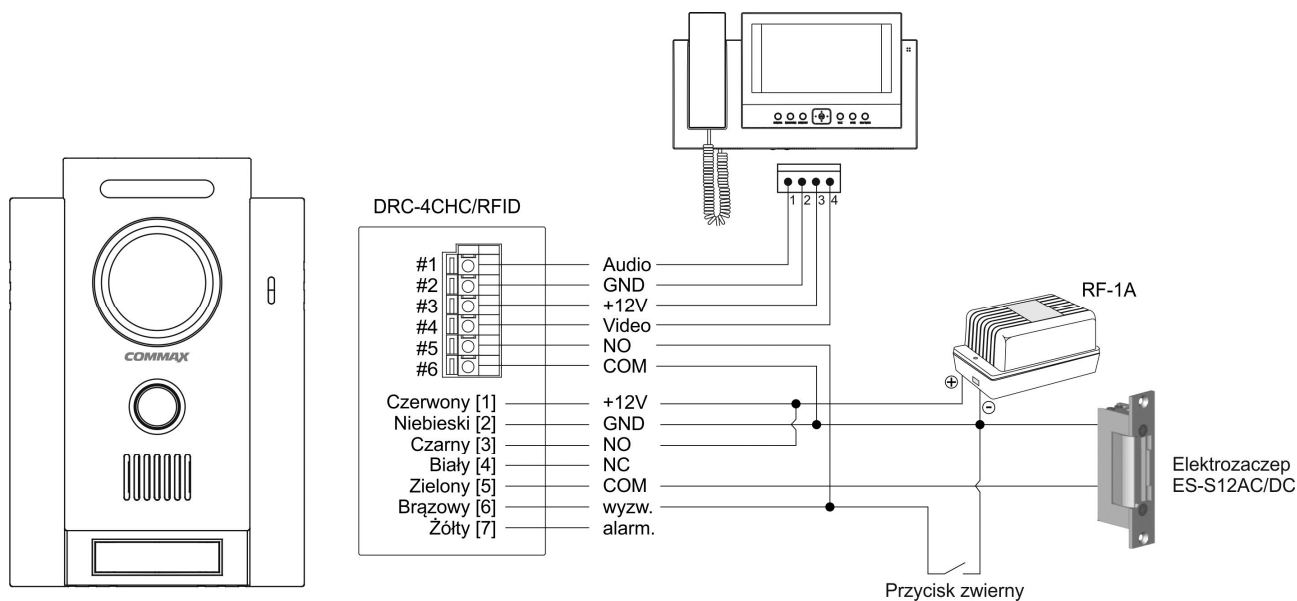 1 2 3 4
DRC-4CHC/RFID
#1 Audio
#2 GND
#3 +12V
#4 Video
#5 NO
#6 COM
RF-1A
COMMAX
+
-
Czerwony [1] +12V
Niebieski [2] GND
Czarny [3] NO
Biały [4] NC
Zielony [5] COM
Brązowy [6] wyzw.
Żółty [7] alarm.
Elektrozaczep
ES-S12AC/DC
Przycisk zwierny